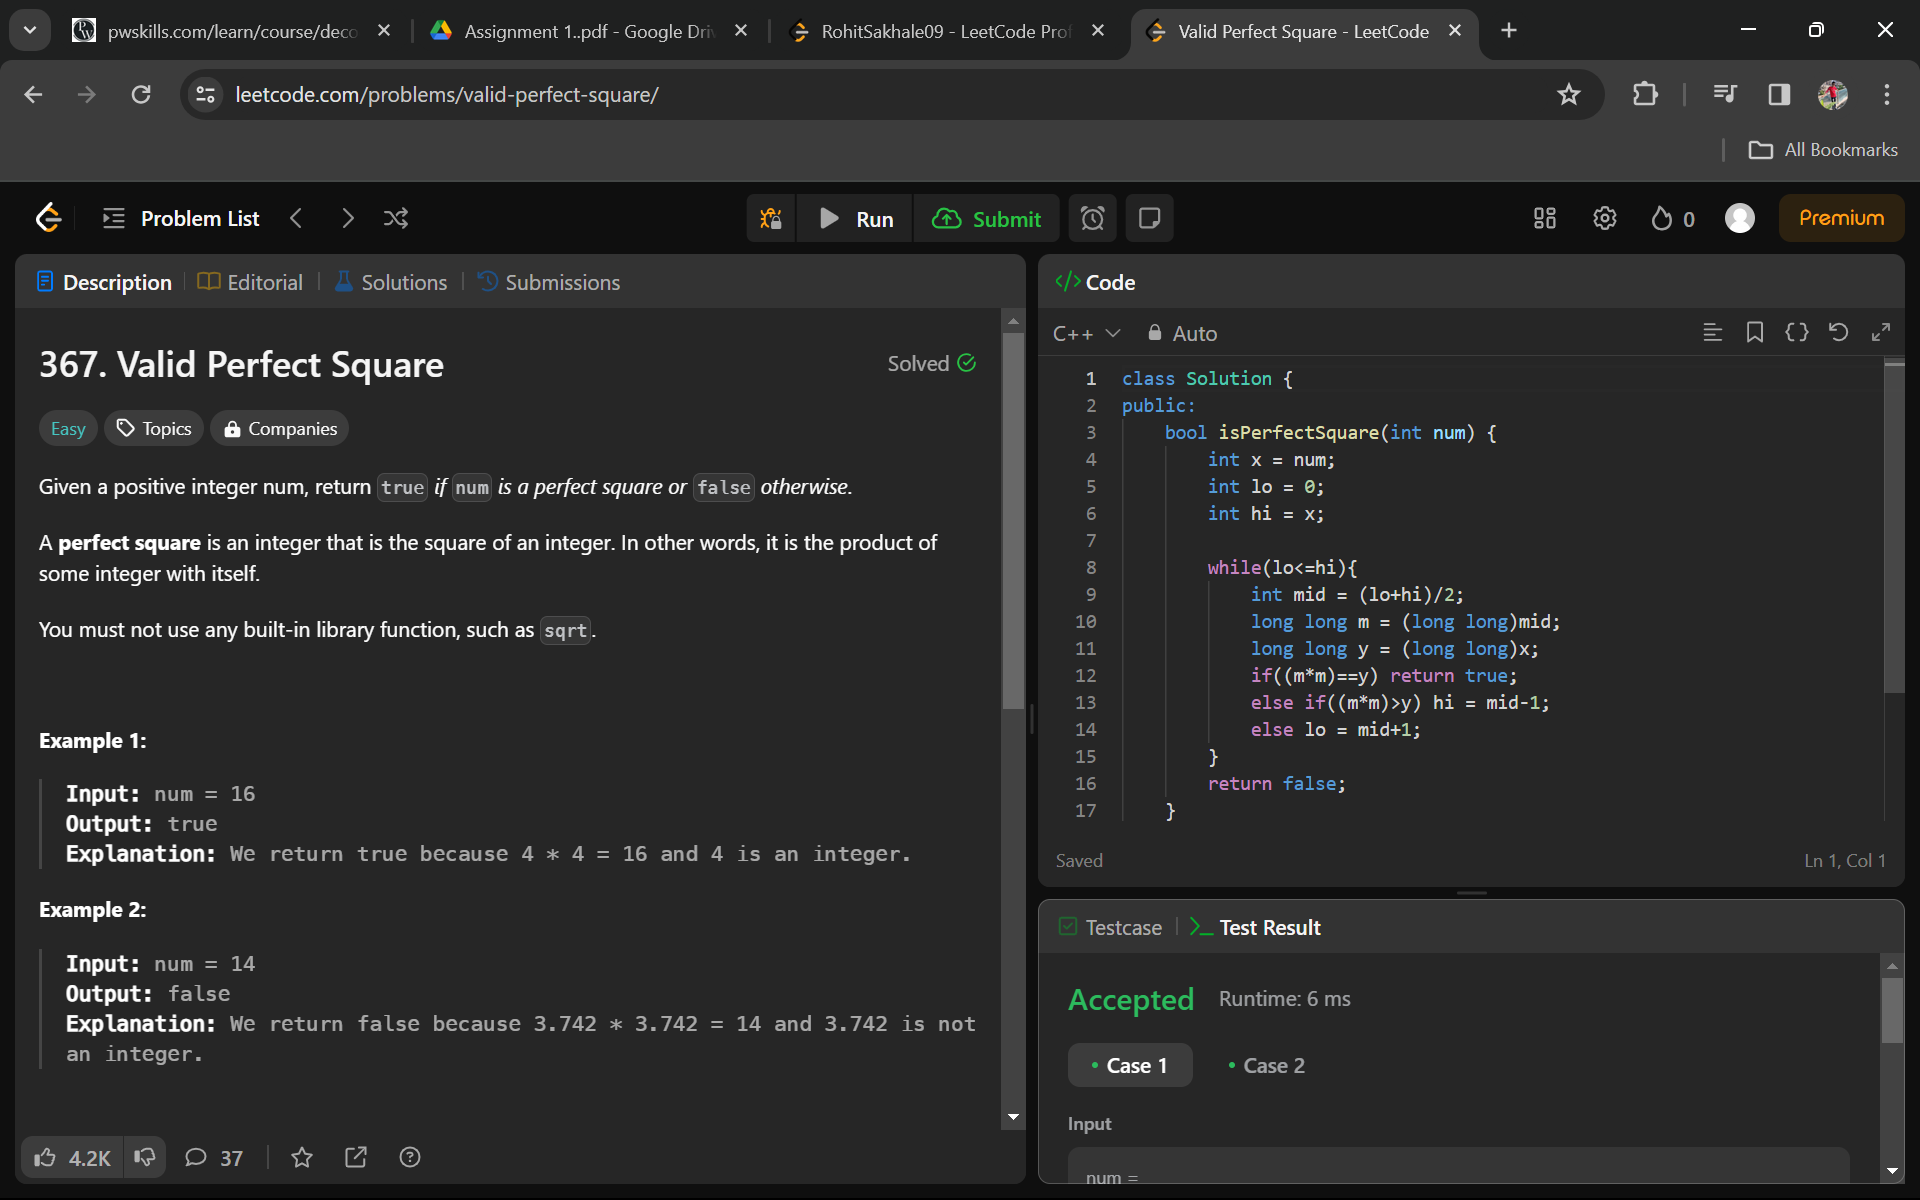 pwskills.com/learn/course/deco
Assignment 1..pdf - Google Dri
RohitSakhale09 - LeetCode Prof
Valid Perfect Square - LeetCode
leetcode.com/problems/valid-perfect-square/
All Bookmarks
Problem List
Run
Submit
0
Premium
Description
Editorial
Solutions
Submissions
367. Valid Perfect Square
Solved
Easy
Topics
Companies
Given a positive integer num, return true if num is a perfect square or false otherwise.
A perfect square is an integer that is the square of an integer. In other words, it is the product of
some integer with itself.
You must not use any built-in library function, such as sqrt.
Example 1:
Input: num = 16
Output: true
Explanation: We return true because 4 * 4 = 16 and 4 is an integer.
Example 2:
Input: num = 14
Output: false
Explanation: We return false because 3.742 * 3.742 = 14 and 3.742 is not
an integer.
4.2K
37
</> Code
C++
Auto
1 class Solution {
2 public:
3 bool isPerfectSquare(int num) {
4 int x = num;
5 int lo = 0;
6 int hi = x;
7
8 while(lo<=hi){
9 int mid = (lo+hi)/2;
10 long long m = (long long)mid;
11 long long y = (long long)x;
12 if((m*m)==y) return true;
13 else if((m*m)>y) hi = mid-1;
14 else lo = mid+1;
15 }
16 return false;
17 }
Saved
Ln 1, Col 1
Testcase
Test Result
Accepted
Runtime: 6 ms
Case 1
Case 2
Input
num =